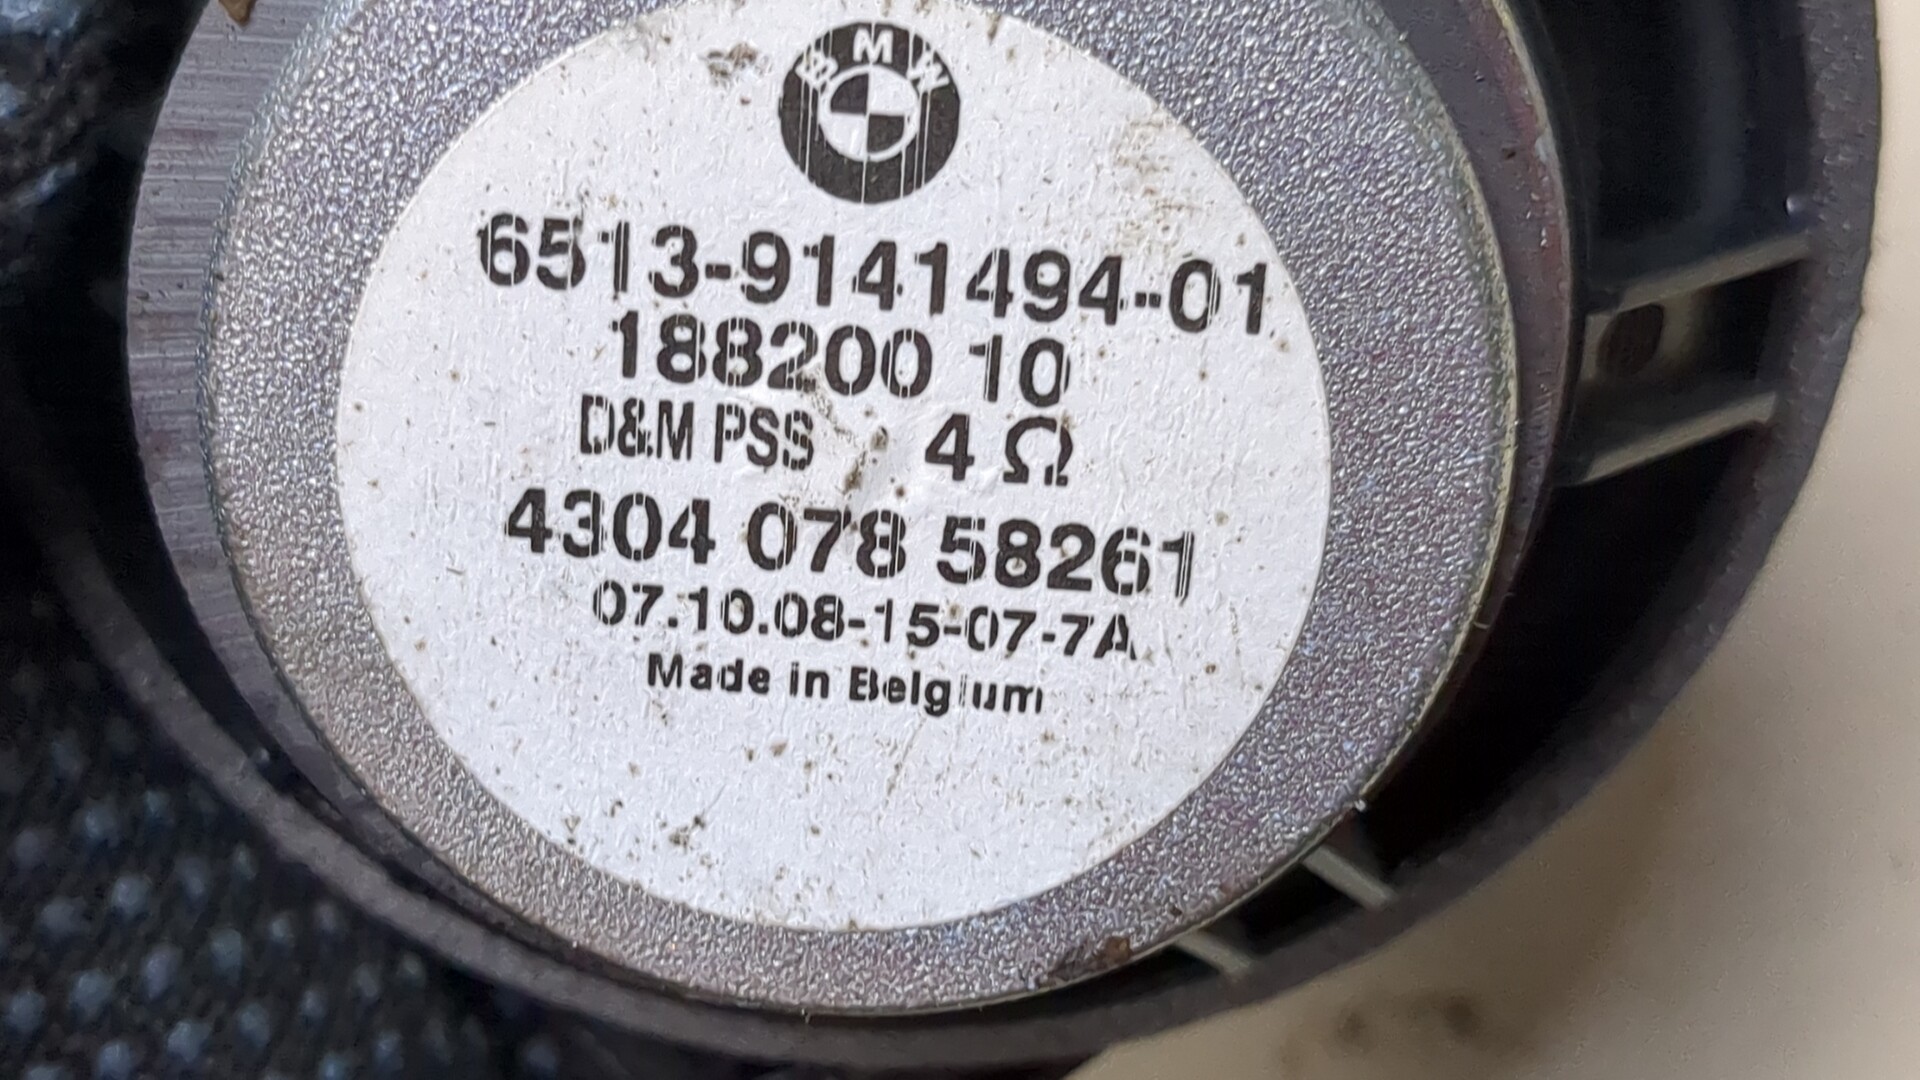 BMW
6513-9141494-01
188200 10
D&M PSS 4 Ω
4304 078 58261
07.10.08-15-07-7A
Made in Belgium